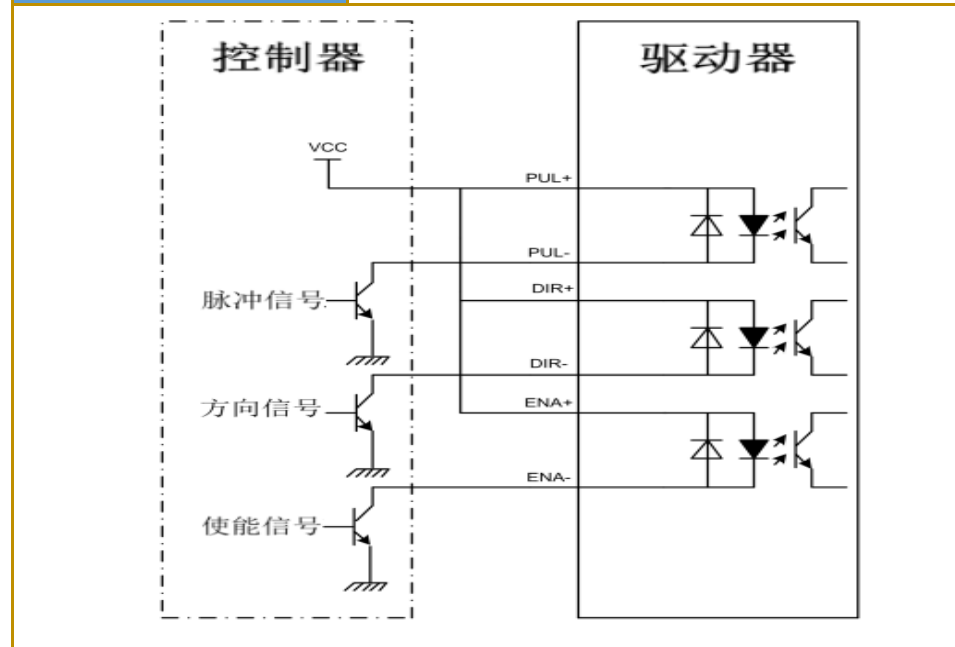 控制器
驱动器
VCC
PUL+
PUL-
脉冲信号
DIR+
DIR-
方向信号
ENA+
ENA-
使能信号